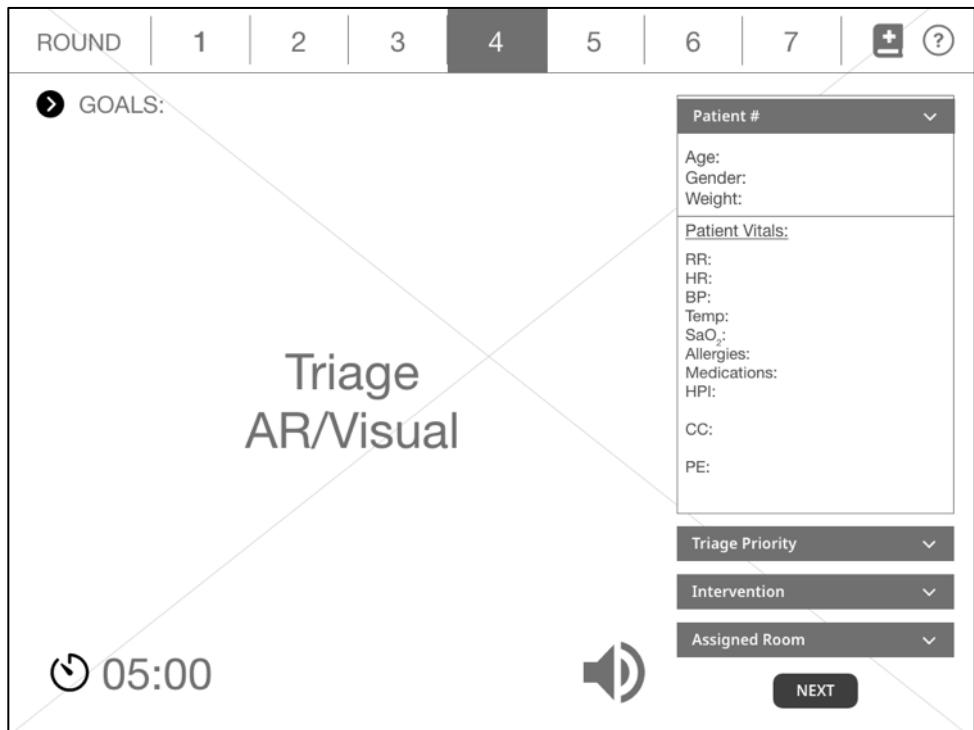 ROUND 1 2 3 4 5 6 7 ?
GOALS:
Triage
AR/Visual
05:00
Patient #
Age:
Gender:
Weight:
Patient Vitals:
RR:
HR:
BP:
Temp:
SaO₂:
Allergies:
Medications:
HPI:
CC:
PE:
Triage Priority
Intervention
Assigned Room
NEXT